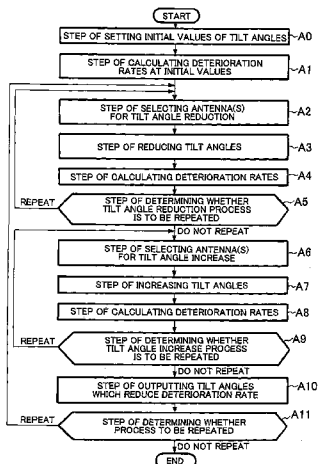 START
STEP OF SETTING INITIAL VALUES OF TILT ANGLES
A0
STEP OF CALCULATING DETERIORATION
RATES AT INITIAL VALUES
A1
STEP OF SELECTING ANTENNA(S)
FOR TILT ANGLE REDUCTION
A2
STEP OF REDUCING TILT ANGLES
A3
STEP OF CALCULATING DETERIORATION RATES
A4
STEP OF DETERMINING WHETHER
TILT ANGLE REDUCTION PROCESS
IS TO BE REPEATED
A5
REPEAT
DO NOT REPEAT
STEP OF SELECTING ANTENNA(S)
FOR TILT ANGLE INCREASE
A6
STEP OF INCREASING TILT ANGLES
A7
STEP OF CALCULATING DETERIORATION RATES
A8
STEP OF DETERMINING WHETHER
TILT ANGLE INCREASE PROCESS
IS TO BE REPEATED
A9
REPEAT
DO NOT REPEAT
STEP OF OUTPUTTING TILT ANGLES
WHICH REDUCE DETERIORATION RATE
A10
STEP OF DETERMINING WHETHER
PROCESS TO BE REPEATED
A11
REPEAT
DO NOT REPEAT
END